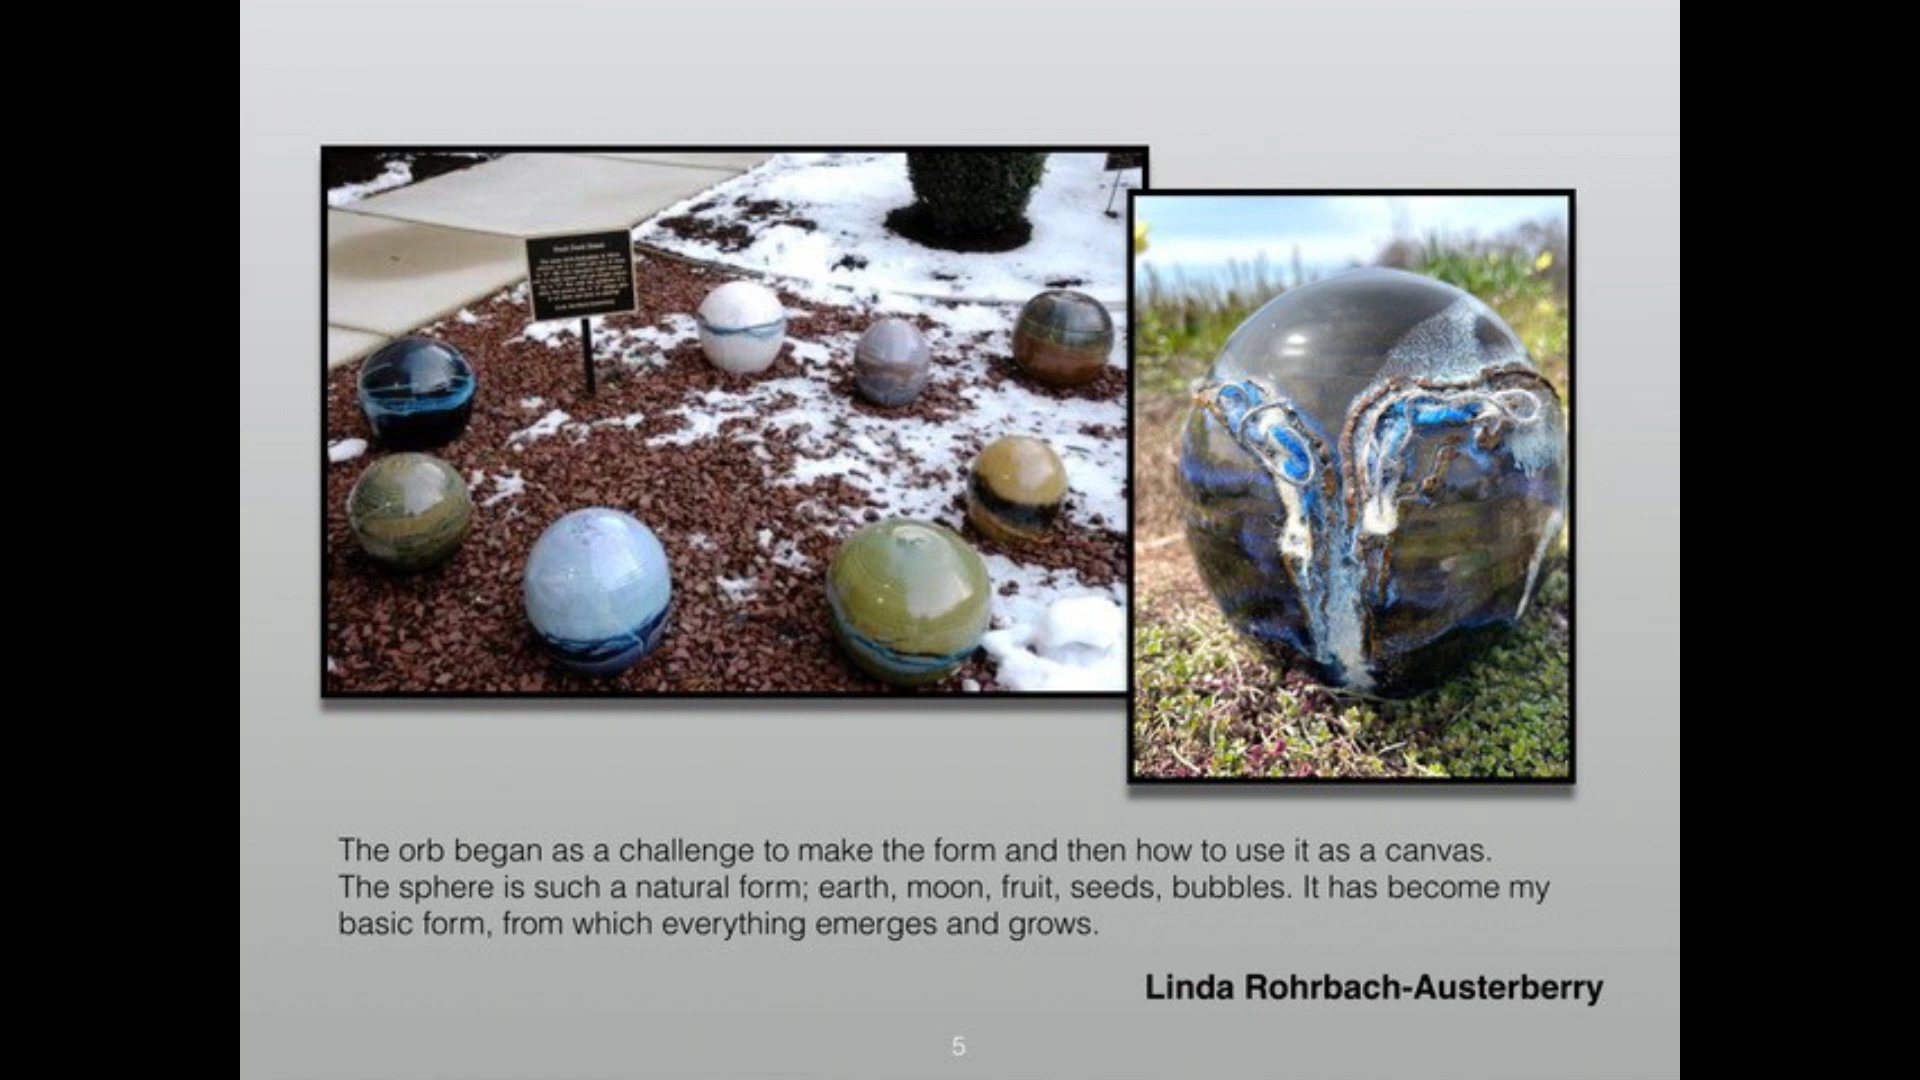 The orb began as a challenge to make the form and then how to use it as a canvas.
The sphere is such a natural form; earth, moon, fruit, seeds, bubbles. It has become my
basic form, from which everything emerges and grows.
Linda Rohrbach-Austerberry
5